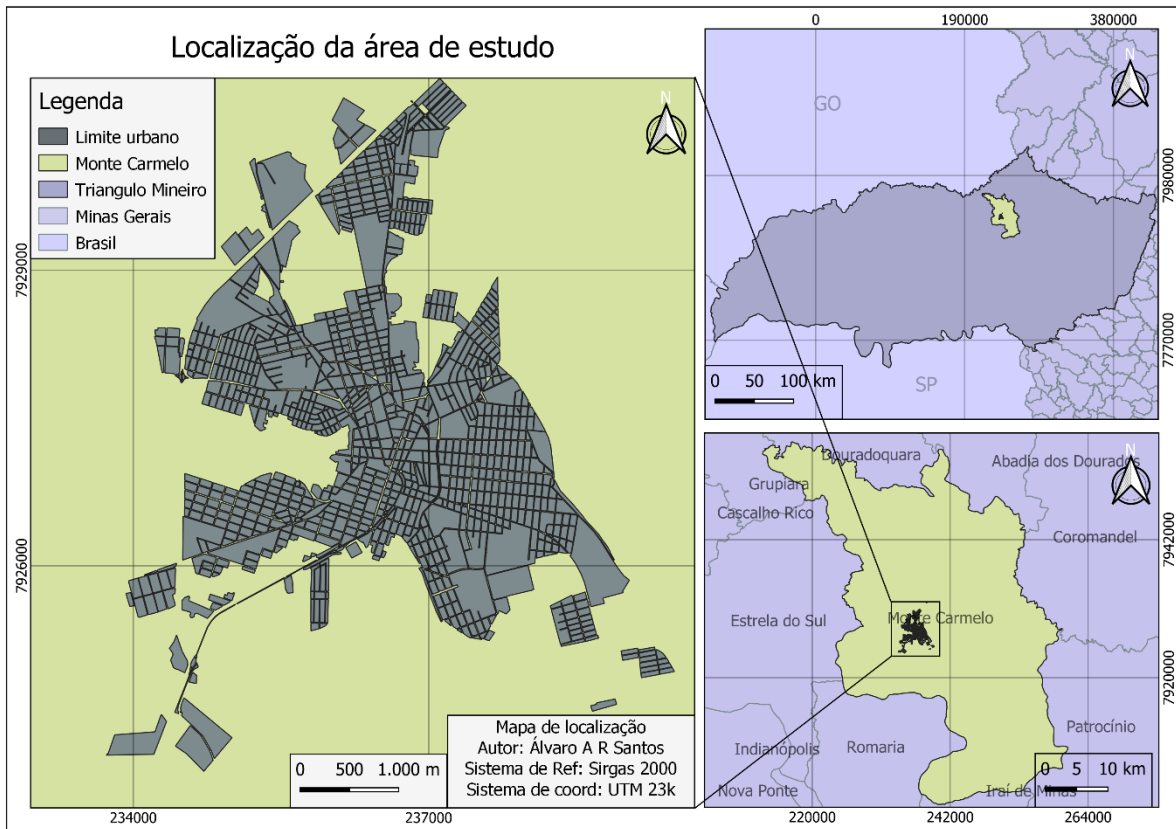 Localização da área de estudo
Legenda
Limite urbano
Monte Carmelo
Triangulo Mineiro
Minas Gerais
Brasil
N
7929000
7926000
234000
237000
0 500 1.000 m
Mapa de localização
Autor: Álvaro A R Santos
Sistema de Ref: Sirgas 2000
Sistema de coord: UTM 23k
0 190000 380000
N
GO
SP
7980000
7770000
0 50 100 km
N
Douradoquara
Abadia dos Dourados
Grupiara
Cascalho Rico
Coromandel
Estrela do Sul
Monte Carmelo
Patrocínio
Indianópolis
Romaria
Nova Ponte
Iraí de Minas
7942000
7920000
0 5 10 km
220000 242000 264000